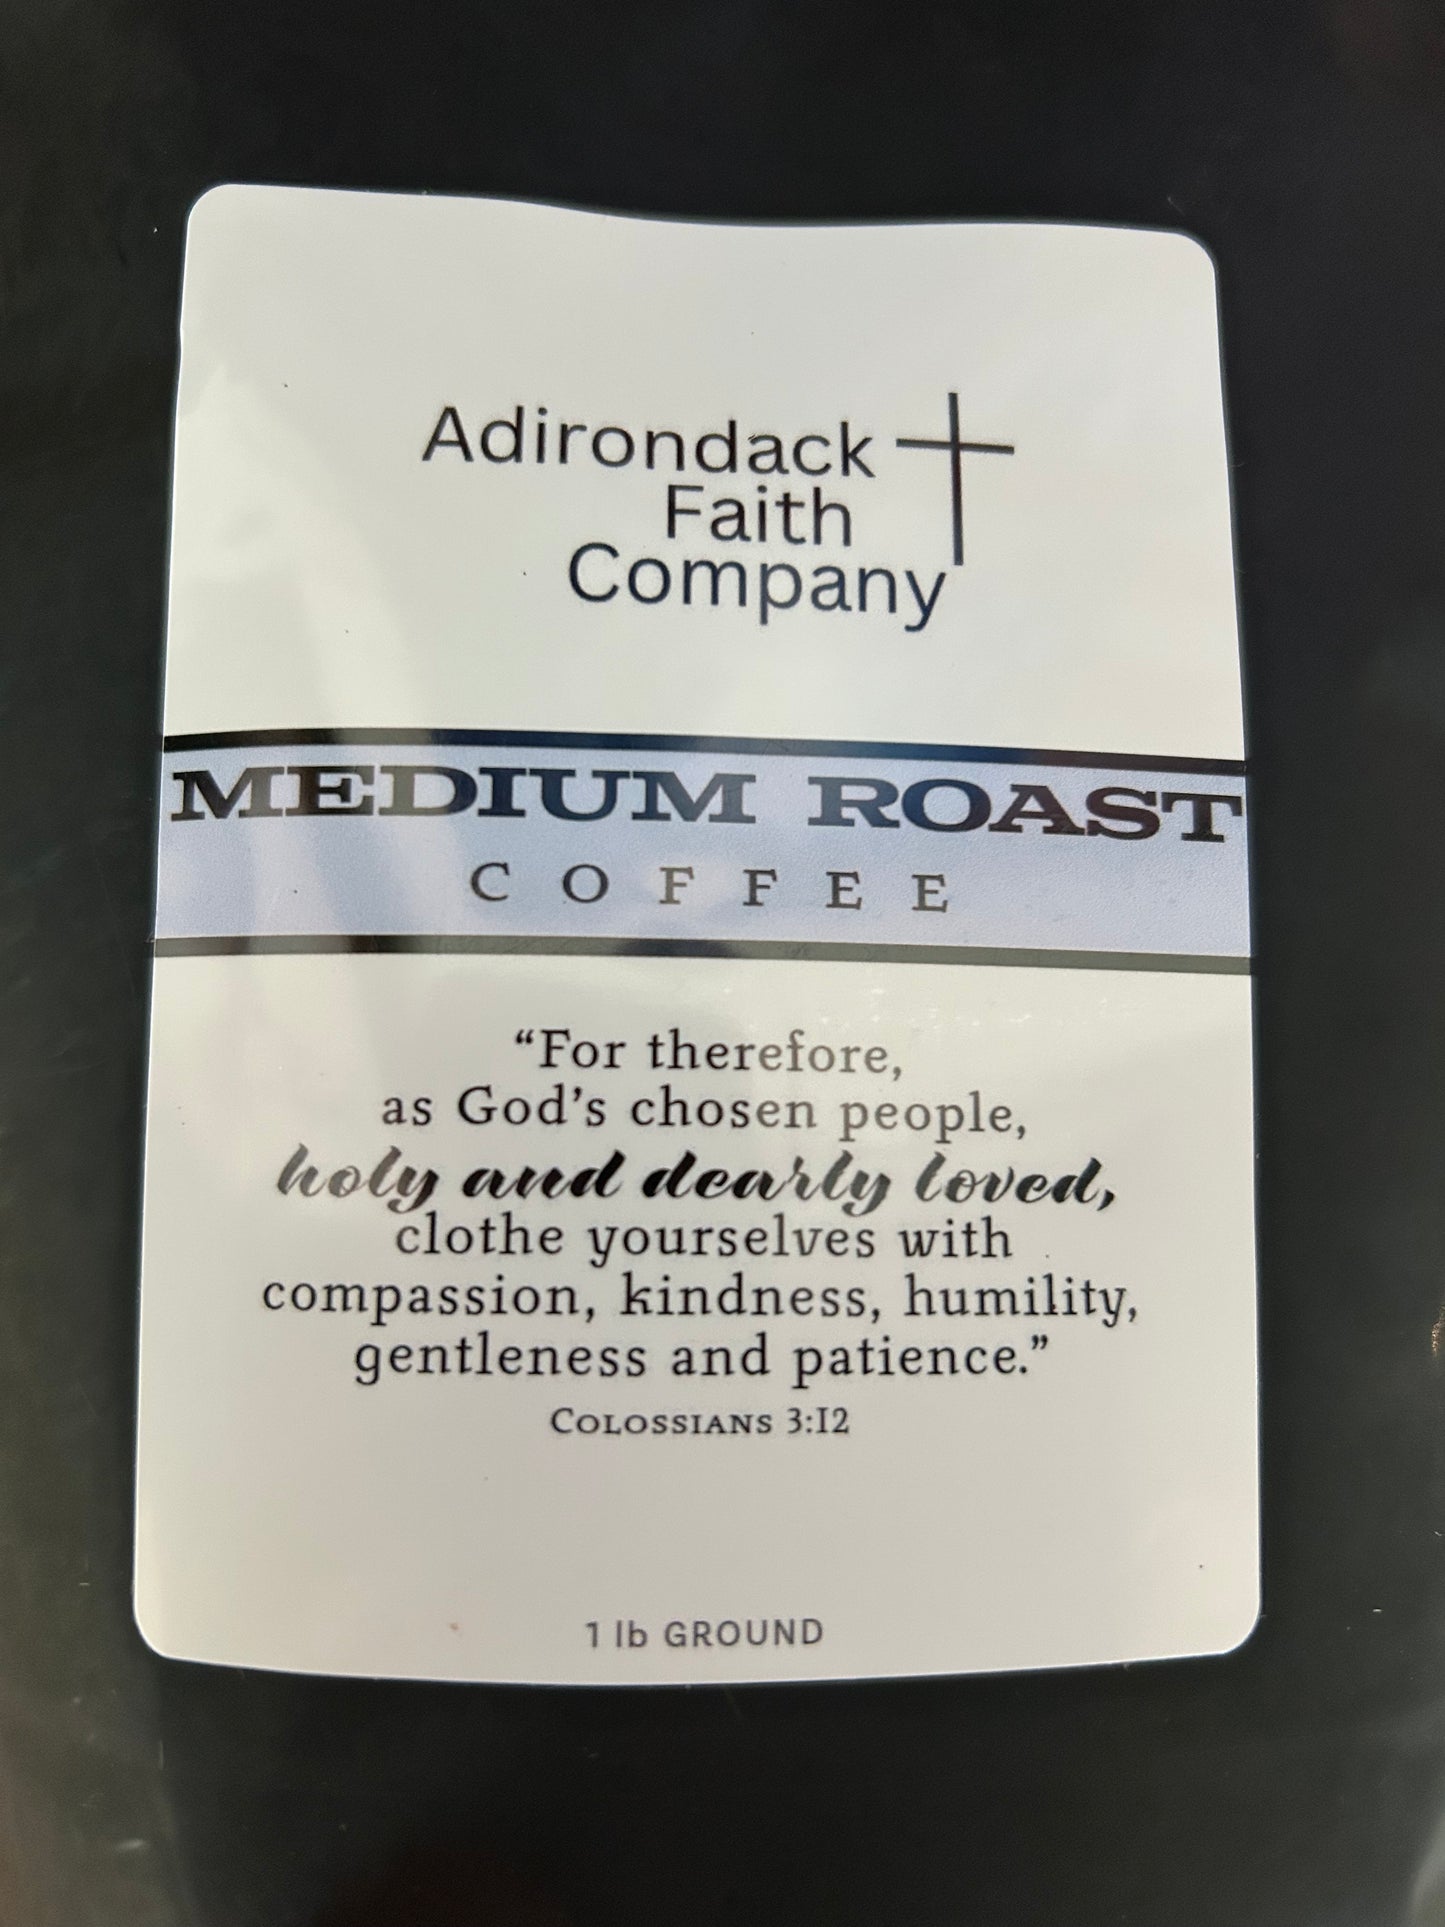 Adirondack
Faith
Company
MEDIUM ROAST
COFFEE
“For therefore,
as God’s chosen people,
holy and dearly loved,
clothe yourselves with
compassion, kindness, humility,
gentleness and patience.”
COLOSSIANS 3:12
1 lb GROUND